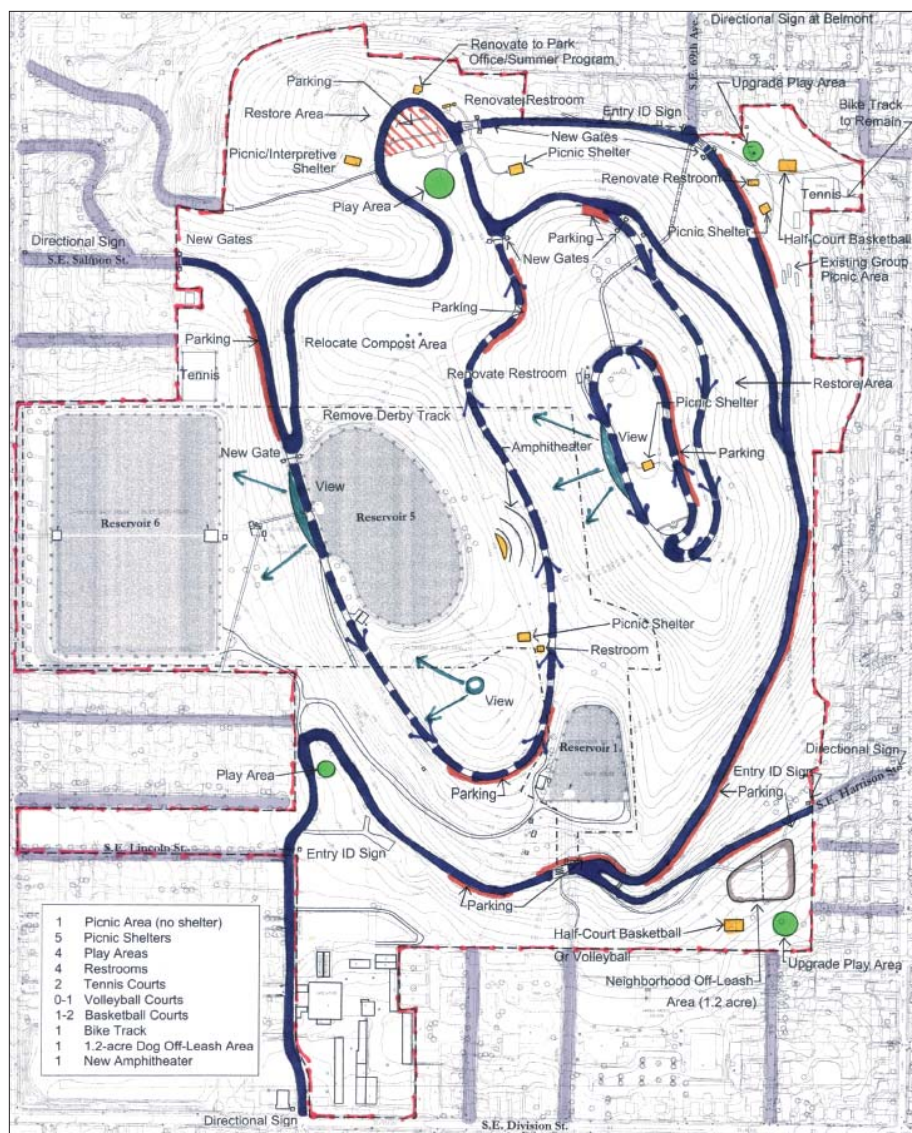 Directional Sign at Belmont
S.E. 69th Ave.
Renovate to Park
Office/Summer Program
Upgrade Play Area
Parking
Bike Track
to Remain
Restore Area
Renovate Restroom
Entry ID Sign
New Gates
Picnic/Interpretive
Shelter
Picnic Shelter
Renovate Restroom
Tennis
Play Area
Directional Sign
New Gates
Picnic Shelter
Half-Court Basketball
S.E. Salmon St.
Parking
New Gates
Existing Group
Picnic Area
Parking
Parking
Relocate Compost Area
Tennis
Renovate Restroom
Restore Area
Picnic Shelter
Remove Derby Track
Amphitheater
View
Parking
New Gate
View
Reservoir 6
Reservoir 5
Picnic Shelter
Restroom
View
Reservoir 1
Directional Sign
Play Area
Entry ID Sign
Parking
Parking
S.E. Harrison St.
S.E. Lincoln St.
Entry ID Sign
Parking
Half-Court Basketball
Or Volleyball
Neighborhood Off-Leash
Area (1.2 acre)
Upgrade Play Area
1 Picnic Area (no shelter)
5 Picnic Shelters
4 Play Areas
4 Restrooms
2 Tennis Courts
0-1 Volleyball Courts
1-2 Basketball Courts
1 Bike Track
1 1.2-acre Dog Off-Leash Area
1 New Amphitheater
Directional Sign
S.E. Division St.